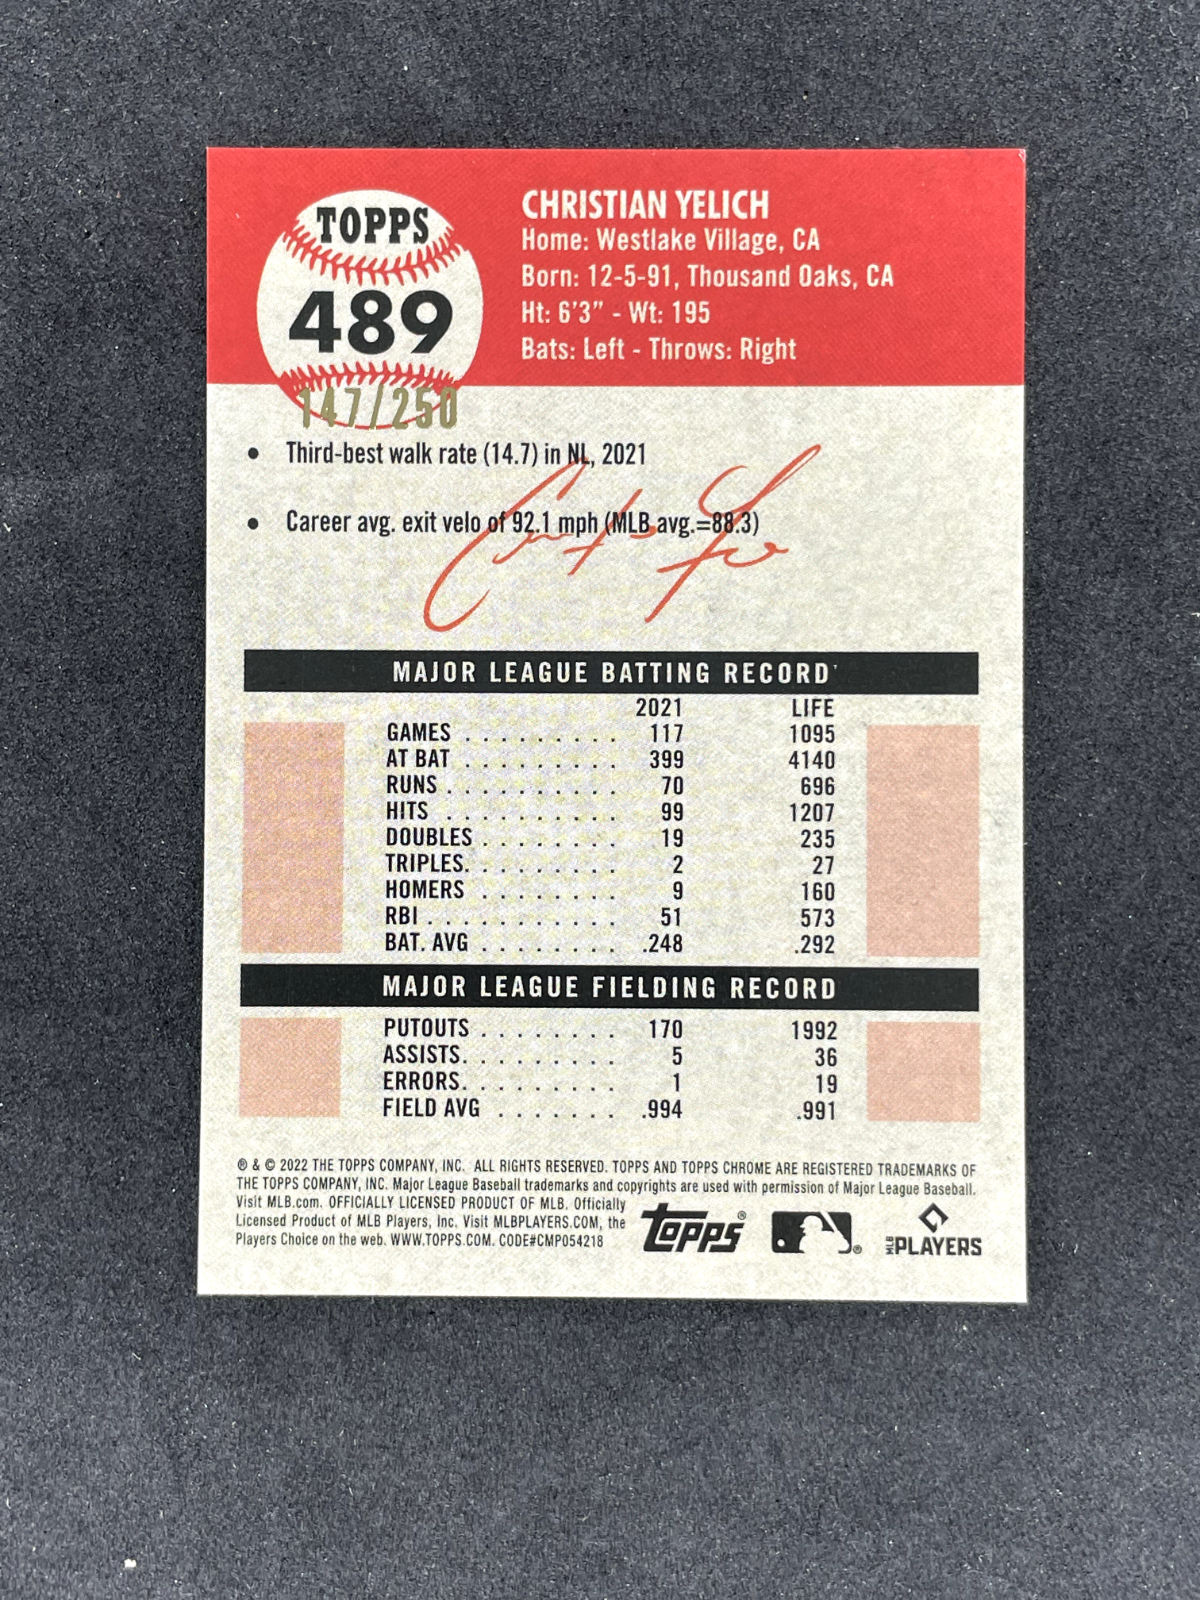 TOPPS
489
147/250
CHRISTIAN YELICH
Home: Westlake Village, CA
Born: 12-5-91, Thousand Oaks, CA
Ht: 6'3" - Wt: 195
Bats: Left - Throws: Right
• Third-best walk rate (14.7) in NL, 2021
• Career avg. exit velo of 92.1 mph (MLB avg.=88.3)
MAJOR LEAGUE BATTING RECORD
2021 LIFE
GAMES . . . . . . . . . 117 1095
AT BAT . . . . . . . . . 399 4140
RUNS . . . . . . . . . . 70 696
HITS . . . . . . . . . . 99 1207
DOUBLES . . . . . . . . 19 235
TRIPLES. . . . . . . . . 2 27
HOMERS . . . . . . . . 9 160
RBI . . . . . . . . . . . 51 573
BAT. AVG . . . . . . . . .248 .292
MAJOR LEAGUE FIELDING RECORD
PUTOUTS . . . . . . . . 170 1992
ASSISTS. . . . . . . . . 5 36
ERRORS. . . . . . . . . 1 19
FIELD AVG . . . . . . . .994 .991
® & © 2022 THE TOPPS COMPANY, INC. ALL RIGHTS RESERVED. TOPPS AND TOPPS CHROME ARE REGISTERED TRADEMARKS OF
THE TOPPS COMPANY, INC. Major League Baseball trademarks and copyrights are used with permission of Major League Baseball.
Visit MLB.com. OFFICIALLY LICENSED PRODUCT OF MLB. Officially
Licensed Product of MLB Players, Inc. Visit MLBPLAYERS.COM, the
Players Choice on the web. WWW.TOPPS.COM. CODE#CMP054218
Topps®
®
MLB PLAYERS